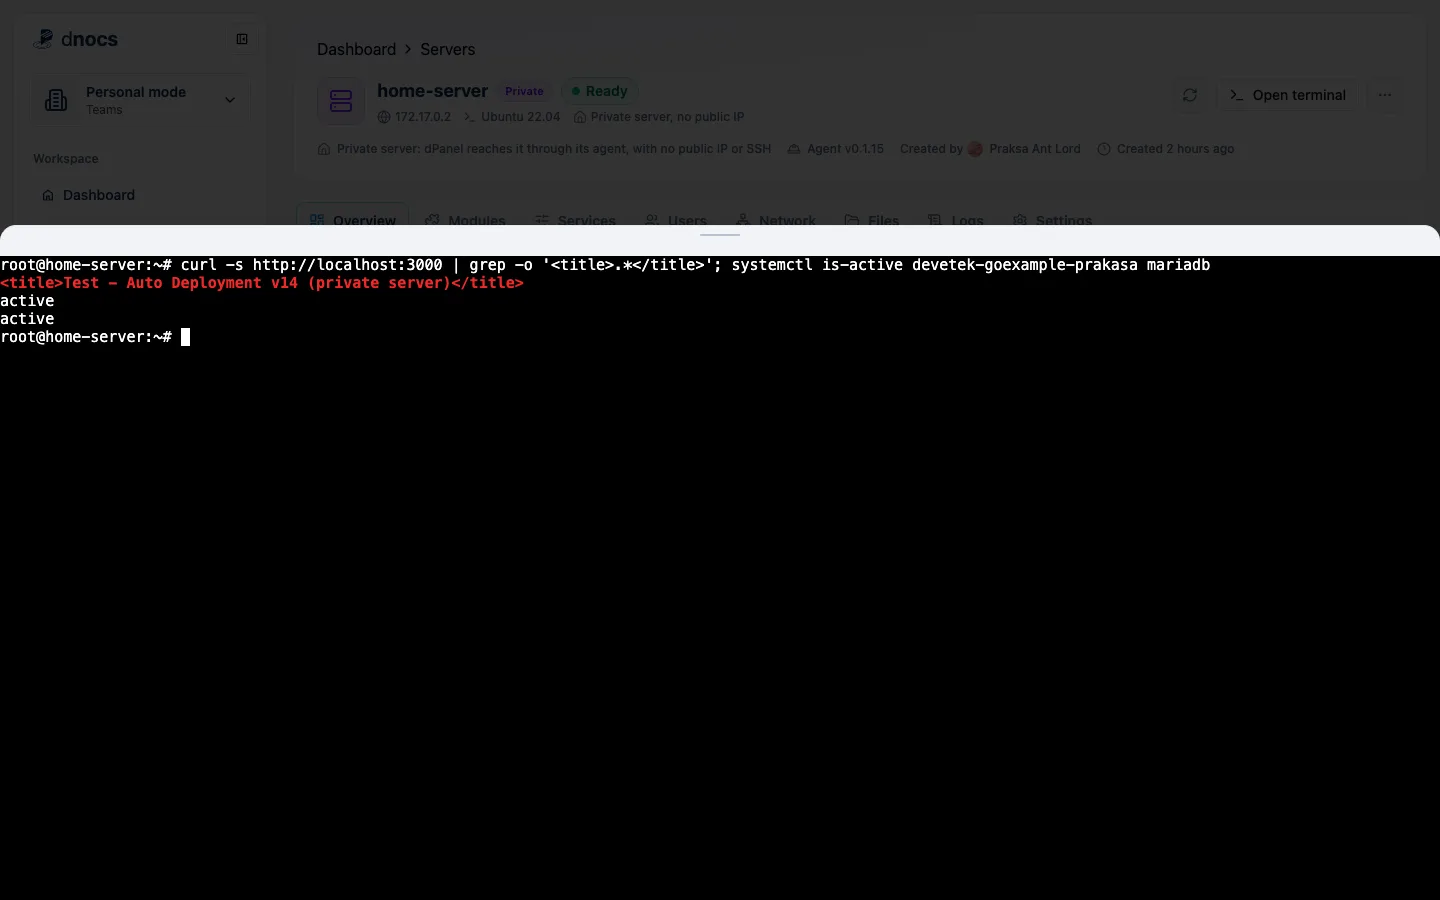 dnocs
Personal mode
Teams
Workspace
Dashboard
Dashboard > Servers
home-server Private Ready
172.17.0.2 Ubuntu 22.04 Private server, no public IP
Open terminal ...
Private server: dPanel reaches it through its agent, with no public IP or SSH Agent v0.1.15 Created by Praksa Ant Lord Created 2 hours ago
Overview Modules Services Users Network Files Logs Settings
root@home-server:~# curl -s http://localhost:3000 | grep -o '<title>.*</title>'; systemctl is-active devetek-goexample-prakasa mariadb
<title>Test - Auto Deployment v14 (private server)</title>
active
active
root@home-server:~#